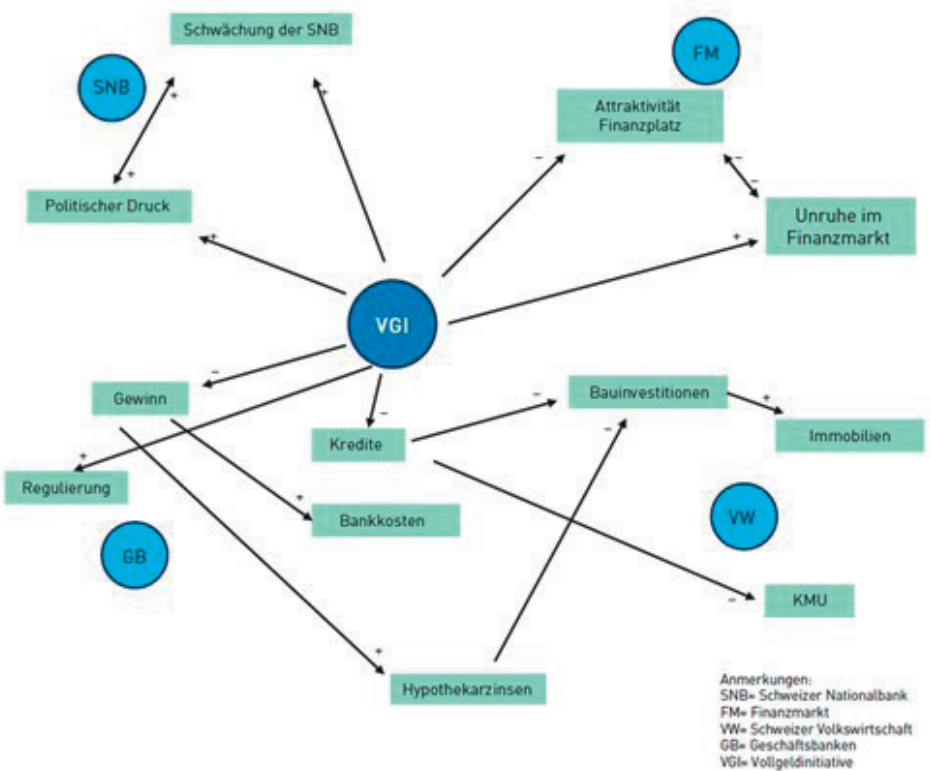 Schwächung der SNB
FM
SNB
+
+
Attraktivität
Finanzplatz
–
–
–
+
Politischer Druck
Unruhe im
Finanzmarkt
+
+
VGI
–
Gewinn
–
Kredite
–
Bauinvestitionen
+
–
Immobilien
+
Regulierung
+
Bankkosten
VW
GB
–
KMU
+
Hypothekarzinsen
Anmerkungen:
SNB= Schweizer Nationalbank
FM= Finanzmarkt
VW= Schweizer Volkswirtschaft
GB= Geschäftsbanken
VGI= Vollgeldinitiative